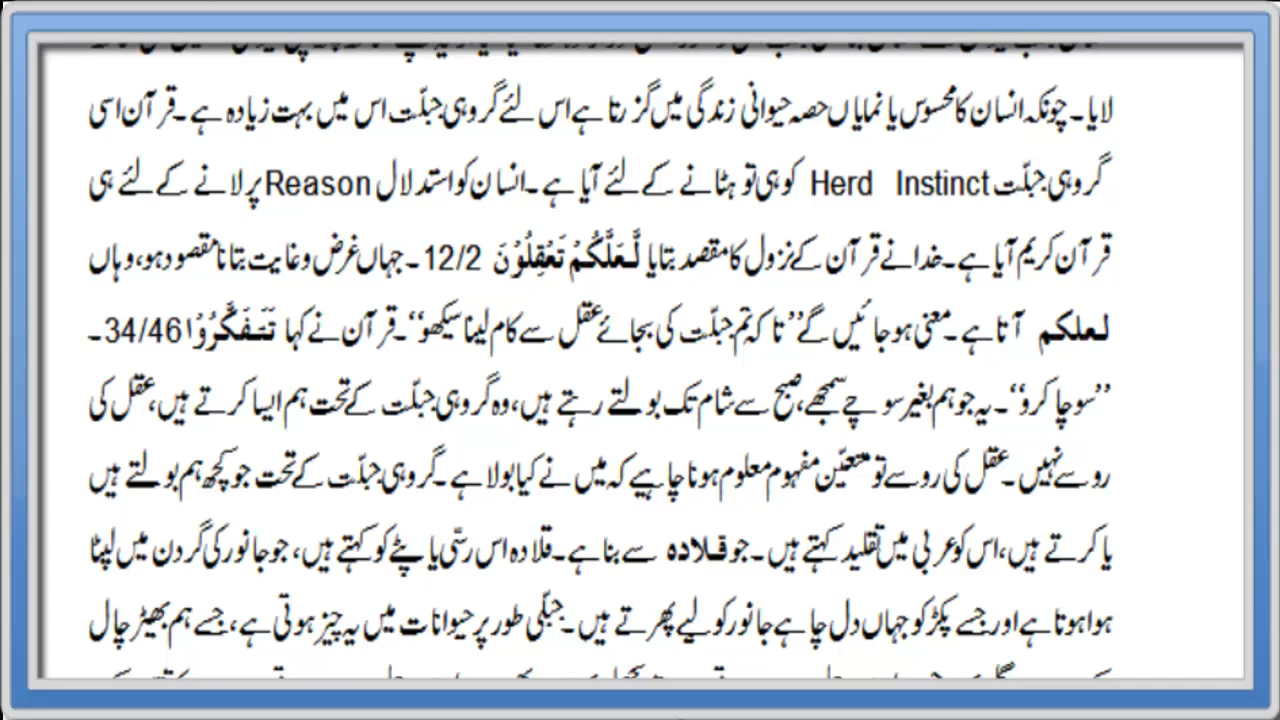 لایا۔ چونکہ انسان کا محسوس یا نمایاں حصہ حیوانی زندگی میں گزرتا ہے اس لئے گروہی جبلّت اس میں بہت زیادہ ہے۔ قرآن اسی
گروہی جبلّت Herd Instinct کو ہی تو ہٹانے کے لئے آیا ہے۔ انسان کو استدلال Reason پر لانے کے لئے ہی
قرآن کریم آیا ہے۔ خدا نے قرآن کے نزول کا مقصد بتایا لَّعَلَّكُمْ تَعْقِلُوْنَ 12/2۔ جہاں غرض و غایت بتانا مقصود ہو، وہاں
لعلکم آتا ہے۔ معنی ہو جائیں گے ”تاکہ تم جبلّت کی بجائے عقل سے کام لینا سیکھو“۔ قرآن نے کہا تَتَفَكَّرُوْا 34/46۔
”سوچا کرو“۔ یہ جو ہم بغیر سوچے سمجھے، صبح سے شام تک بولتے رہتے ہیں، وہ گروہی جبلّت کے تحت ہم ایسا کرتے ہیں، عقل کی
رو سے نہیں۔ عقل کی رو سے تو متعیّن مفہوم معلوم ہونا چاہیے کہ میں نے کیا بولا ہے۔ گروہی جبلّت کے تحت جو کچھ ہم بولتے ہیں
یا کرتے ہیں، اس کو عربی میں تقلید کہتے ہیں۔ جو قلادہ سے بنا ہے۔ قلادہ اس رسّی یا پٹے کو کہتے ہیں، جو جانور کی گردن میں لپٹا
ہوا ہوتا ہے اور جسے پکڑ کو جہاں دل چاہے جانور کو لیے پھرتے ہیں۔ جبلّی طور پر حیوانات میں یہ چیز ہوتی ہے، جسے ہم بھیڑ چال